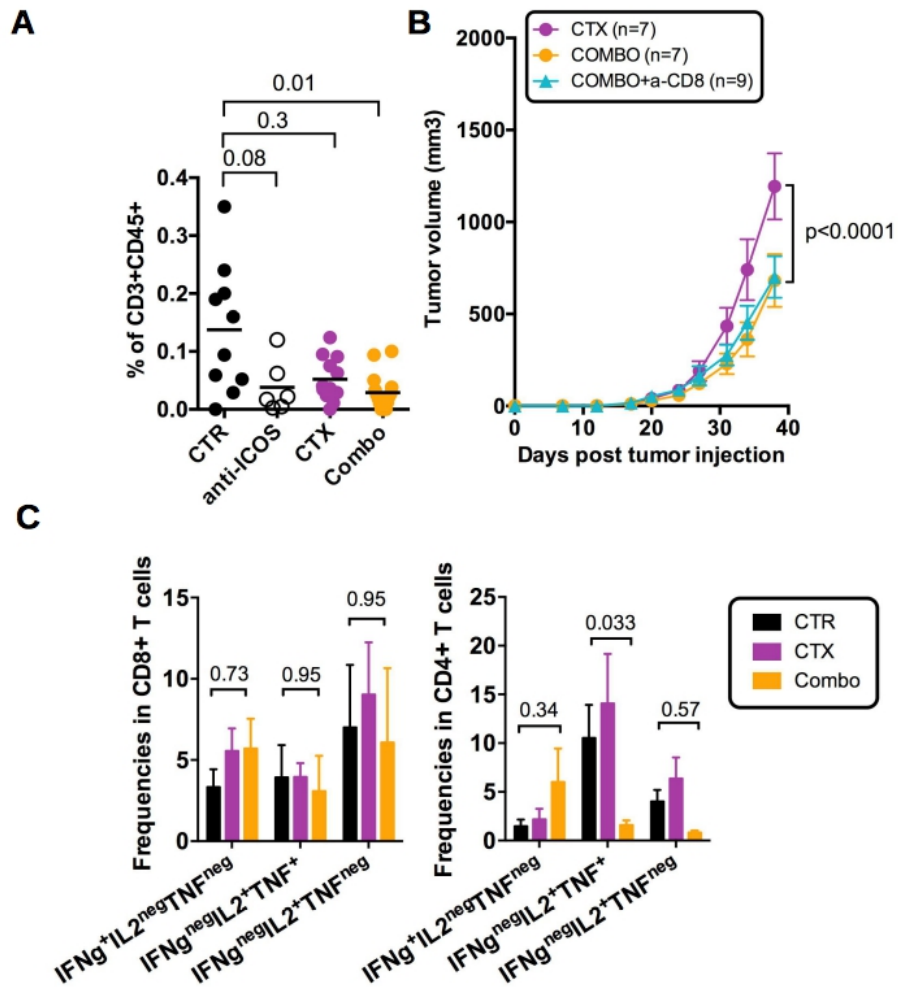 A
0.01
0.3
0.08
0.4
0.3
0.2
0.1
0.0
% of CD3+CD45+
CTR
anti-ICOS
CTX
Combo
B
CTX (n=7)
COMBO (n=7)
COMBO+a-CD8 (n=9)
2000
1500
1000
500
0
Tumor volume (mm3)
p<0.0001
0 10 20 30 40
Days post tumor injection
C
Frequencies in CD8+ T cells
15
10
5
0
0.73
0.95
0.95
IFNg+IL2negTNFneg
IFNgnegIL2+TNF+
IFNgnegIL2+TNFneg
Frequencies in CD4+ T cells
25
20
15
10
5
0
0.34
0.033
0.57
IFNg+IL2negTNFneg
IFNgnegIL2+TNF+
IFNgnegIL2+TNFneg
CTR
CTX
Combo